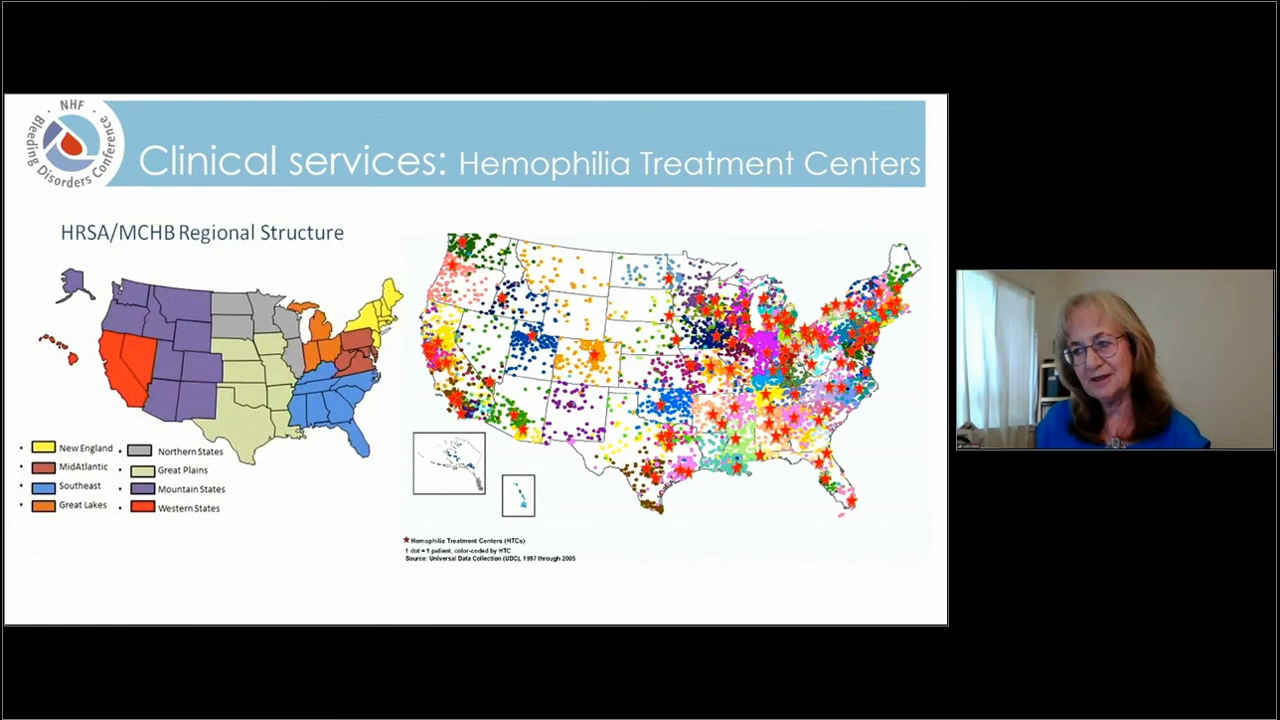 NHF
Bleeding Disorders Conference
Clinical services: Hemophilia Treatment Centers
HRSA/MCHB Regional Structure
New England
MidAtlantic
Southeast
Great Lakes
Northern States
Great Plains
Mountain States
Western States
Hemophilia Treatment Centers (HTCs)
1 dot = 1 patient, color-coded by HTC
Source: Universal Data Collection (UDC), 1997 through 2005